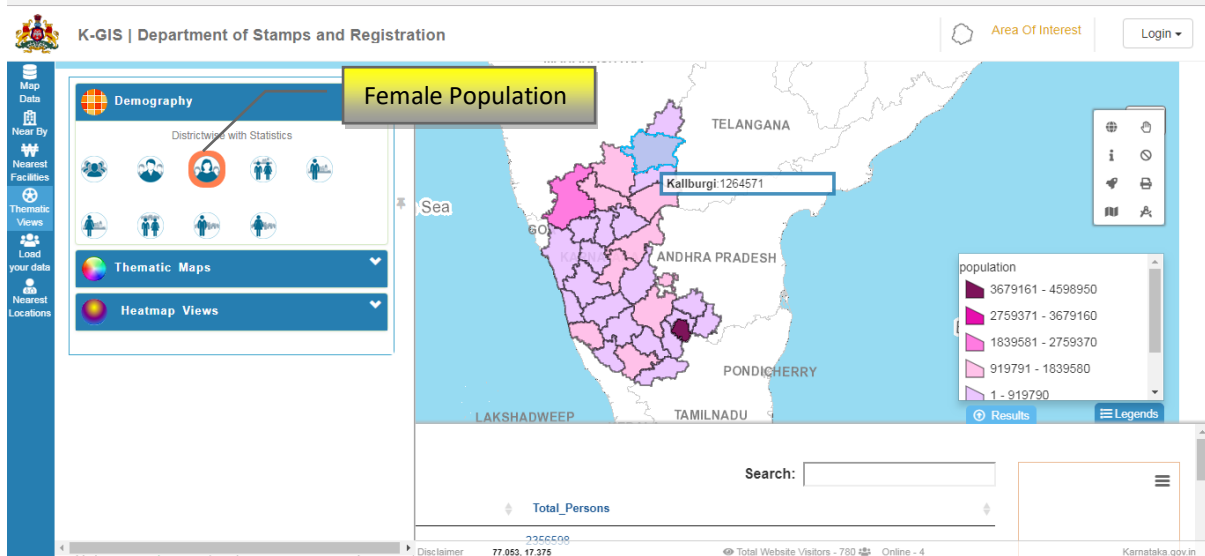 K-GIS | Department of Stamps and Registration
Area Of Interest
Login
Map
Data
Near By
Nearest
Facilities
Thematic
Views
Load
your data
Nearest
Locations
Demography
Districtwise with Statistics
Thematic Maps
Heatmap Views
Female Population
TELANGANA
Kallburgi:1264571
Sea
GO
ANDHRA PRADESH
PONDICHERRY
LAKSHADWEEP
TAMILNADU
population
3679161 - 4598950
2759371 - 3679160
1839581 - 2759370
919791 - 1839580
1 - 919790
Results
Legends
Search:
Total_Persons
2356598
Disclaimer
77.053, 17.375
Total Website Visitors - 780
Online - 4
Karnataka.gov.in